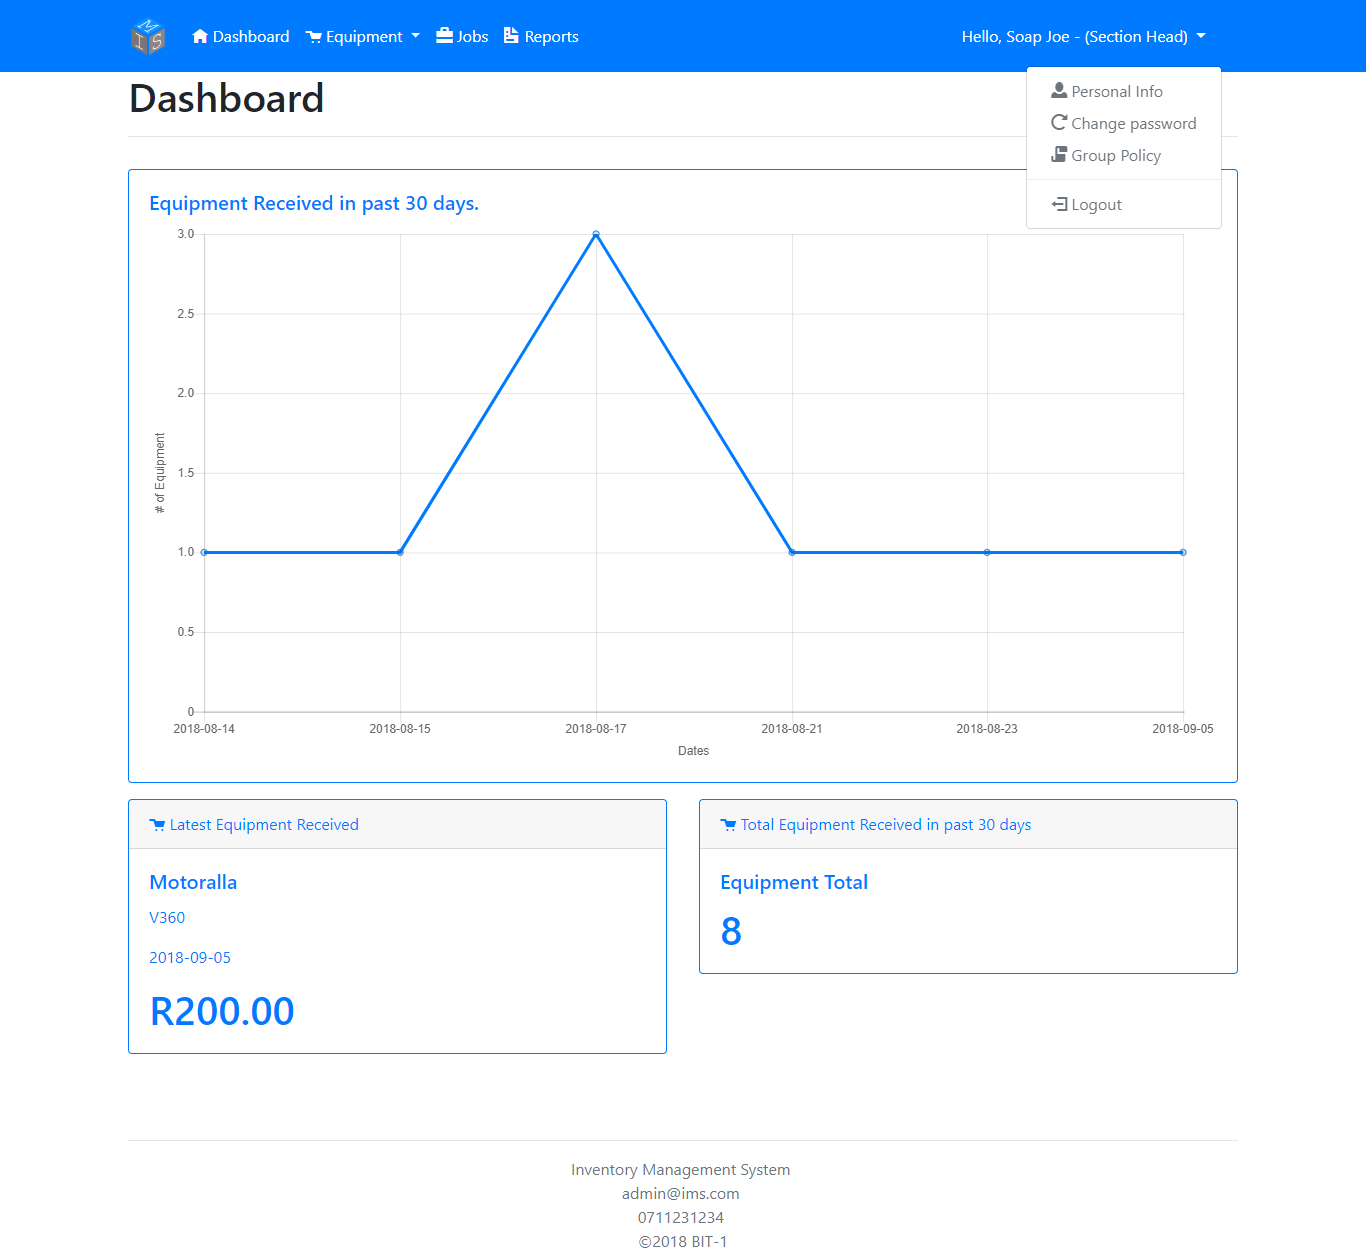 MIS
Dashboard Equipment Jobs Reports Hello, Soap Joe - (Section Head)
Dashboard
Personal Info
Change password
Group Policy
Logout
Equipment Received in past 30 days.
3.0
2.5
2.0
1.5
1.0
0.5
0
# of Equipment
2018-08-14 2018-08-15 2018-08-17 2018-08-21 2018-08-23 2018-09-05
Dates
Latest Equipment Received
Motoralla
V360
2018-09-05
R200.00
Total Equipment Received in past 30 days
Equipment Total
8
Inventory Management System
admin@ims.com
0711231234
©2018 BIT-1